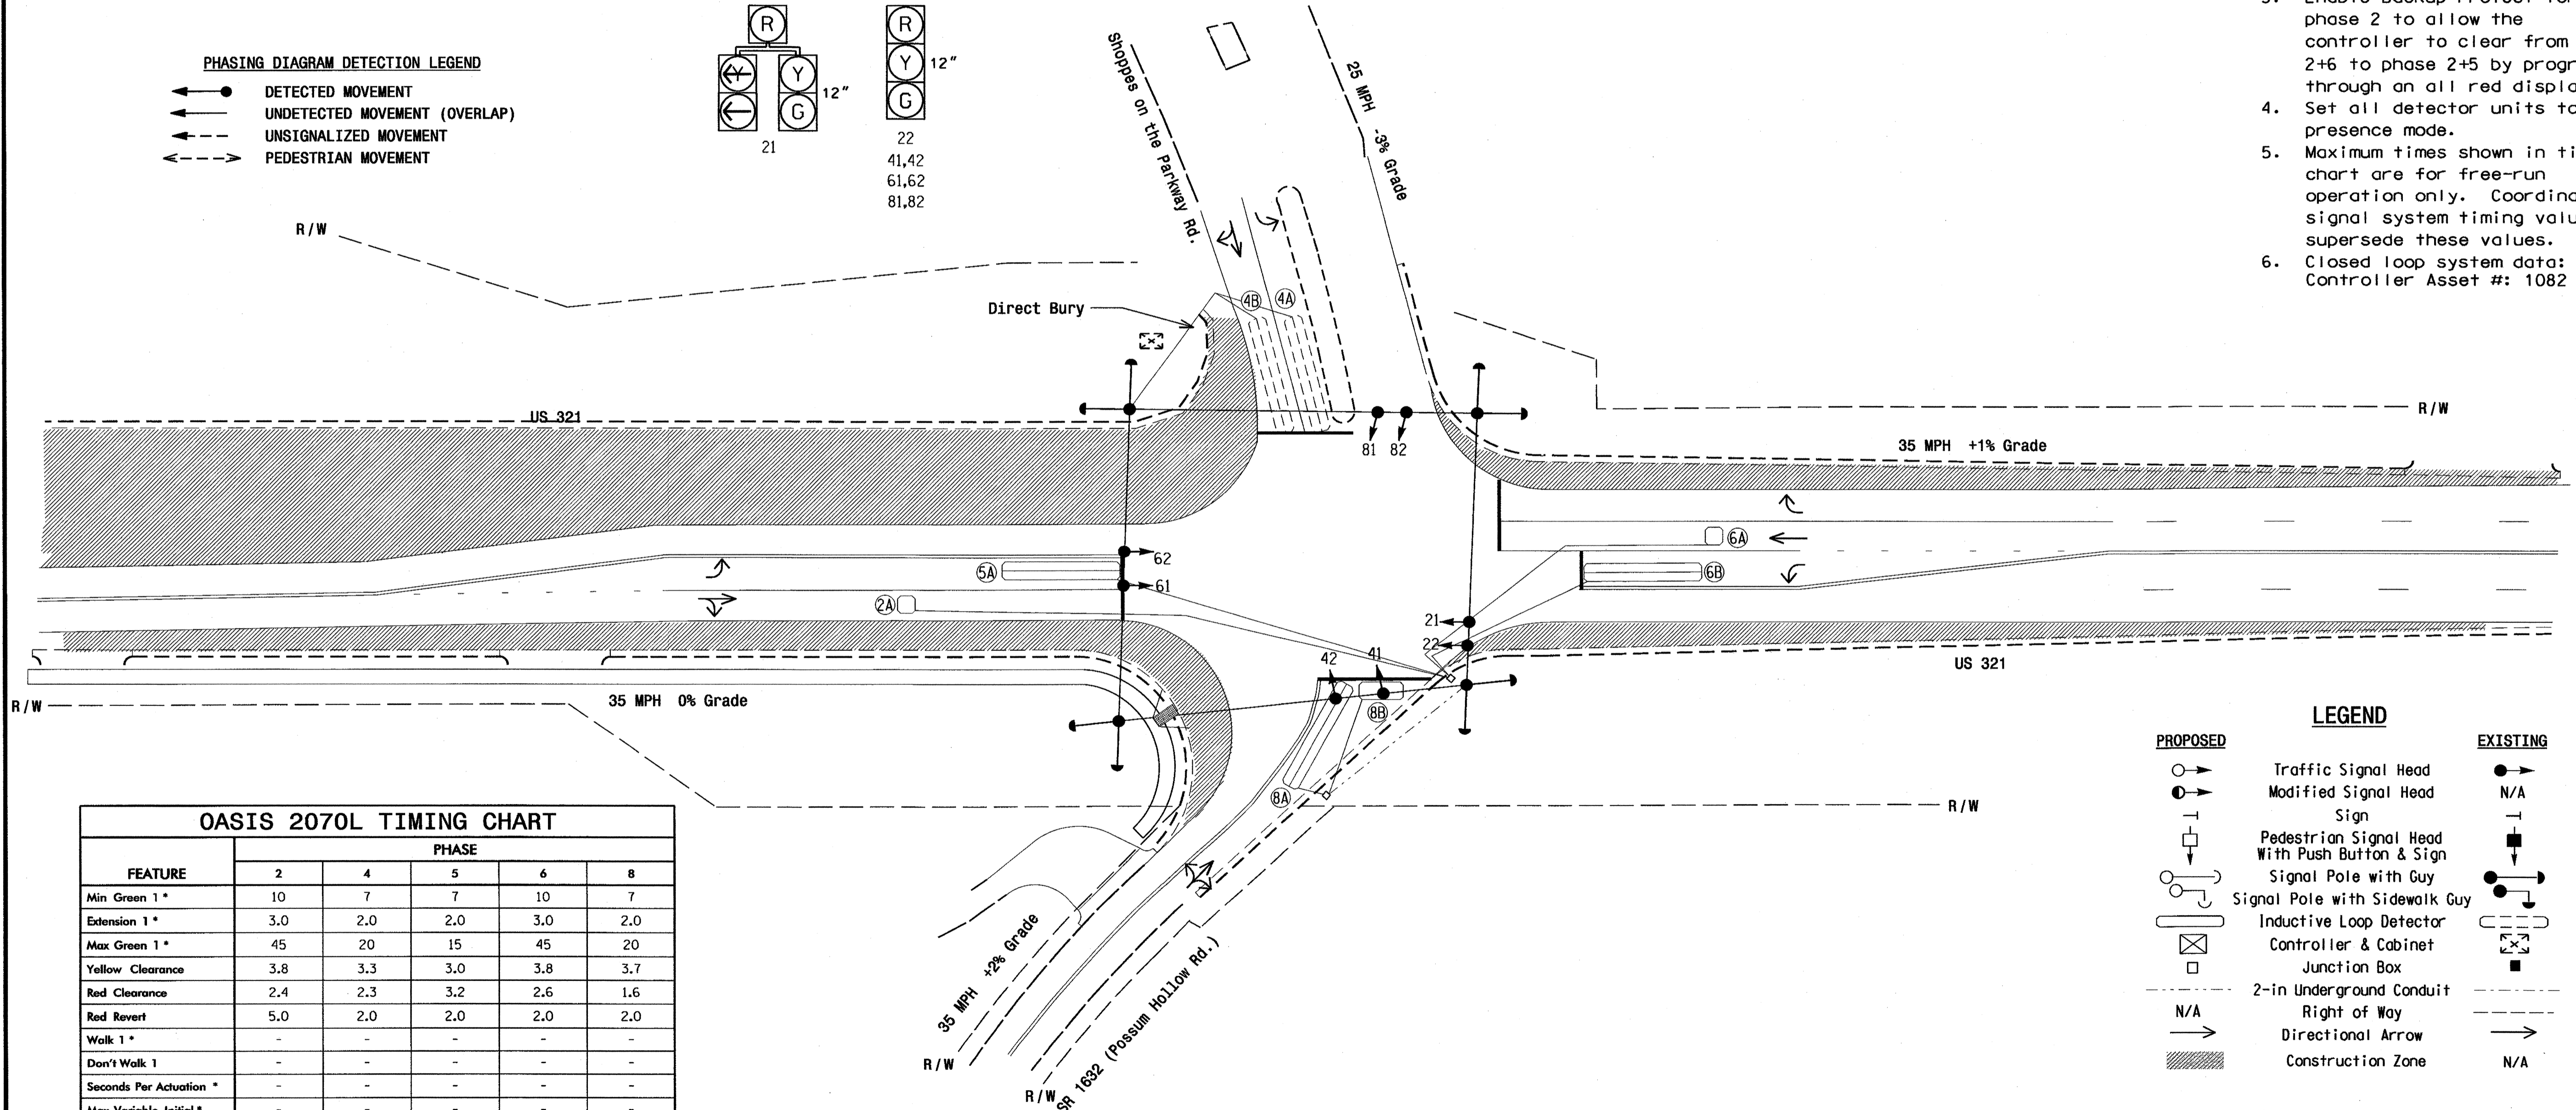 PHASING DIAGRAM DETECTION LEGEND
DETECTED MOVEMENT
UNDETECTED MOVEMENT (OVERLAP)
UNSIGNALIZED MOVEMENT
PEDESTRIAN MOVEMENT
R
Y Y
G
12"
21
R
Y
G
12"
22
41,42
61,62
81,82
phase 2 to allow the
controller to clear from
2+6 to phase 2+5 by
through an all red
4. Set all detector units to
presence mode.
5. Maximum times shown in
chart are for free-run
operation only.
signal system timing
supersede these values.
6. Closed loop system data:
Controller Asset #: 1082
Shoppes on the Parkway Rd.
25 MPH -3% Grade
R/W
Direct Bury
4B
4A
US 321
81 82
R/W
35 MPH +1% Grade
62
61
5A
2A
6A
6B
21
22
US 321
42 41
8B
8A
R/W
35 MPH 0% Grade
R/W
35 MPH +2% Grade
R/W
R/W
SR 1632 (Possum Hollow Rd.)
OASIS 2070L TIMING CHART
FEATURE PHASE
2 4 5 6 8
Min Green 1 * 10 7 7 10 7
Extension 1 * 3.0 2.0 2.0 3.0 2.0
Max Green 1 * 45 20 15 45 20
Yellow Clearance 3.8 3.3 3.0 3.8 3.7
Red Clearance 2.4 2.3 3.2 2.6 1.6
Red Revert 5.0 2.0 2.0 2.0 2.0
Walk 1 * - - - - -
Don't Walk 1 - - - - -
Seconds Per Actuation * - - - - -
Max Variable Initial * - - - - -
LEGEND
PROPOSED EXISTING
Traffic Signal Head
Modified Signal Head N/A
Sign
Pedestrian Signal Head
With Push Button & Sign
Signal Pole with Guy
Signal Pole with Sidewalk Guy
Inductive Loop Detector
Controller & Cabinet
Junction Box
2-in Underground Conduit
N/A Right of Way
Directional Arrow
Construction Zone N/A